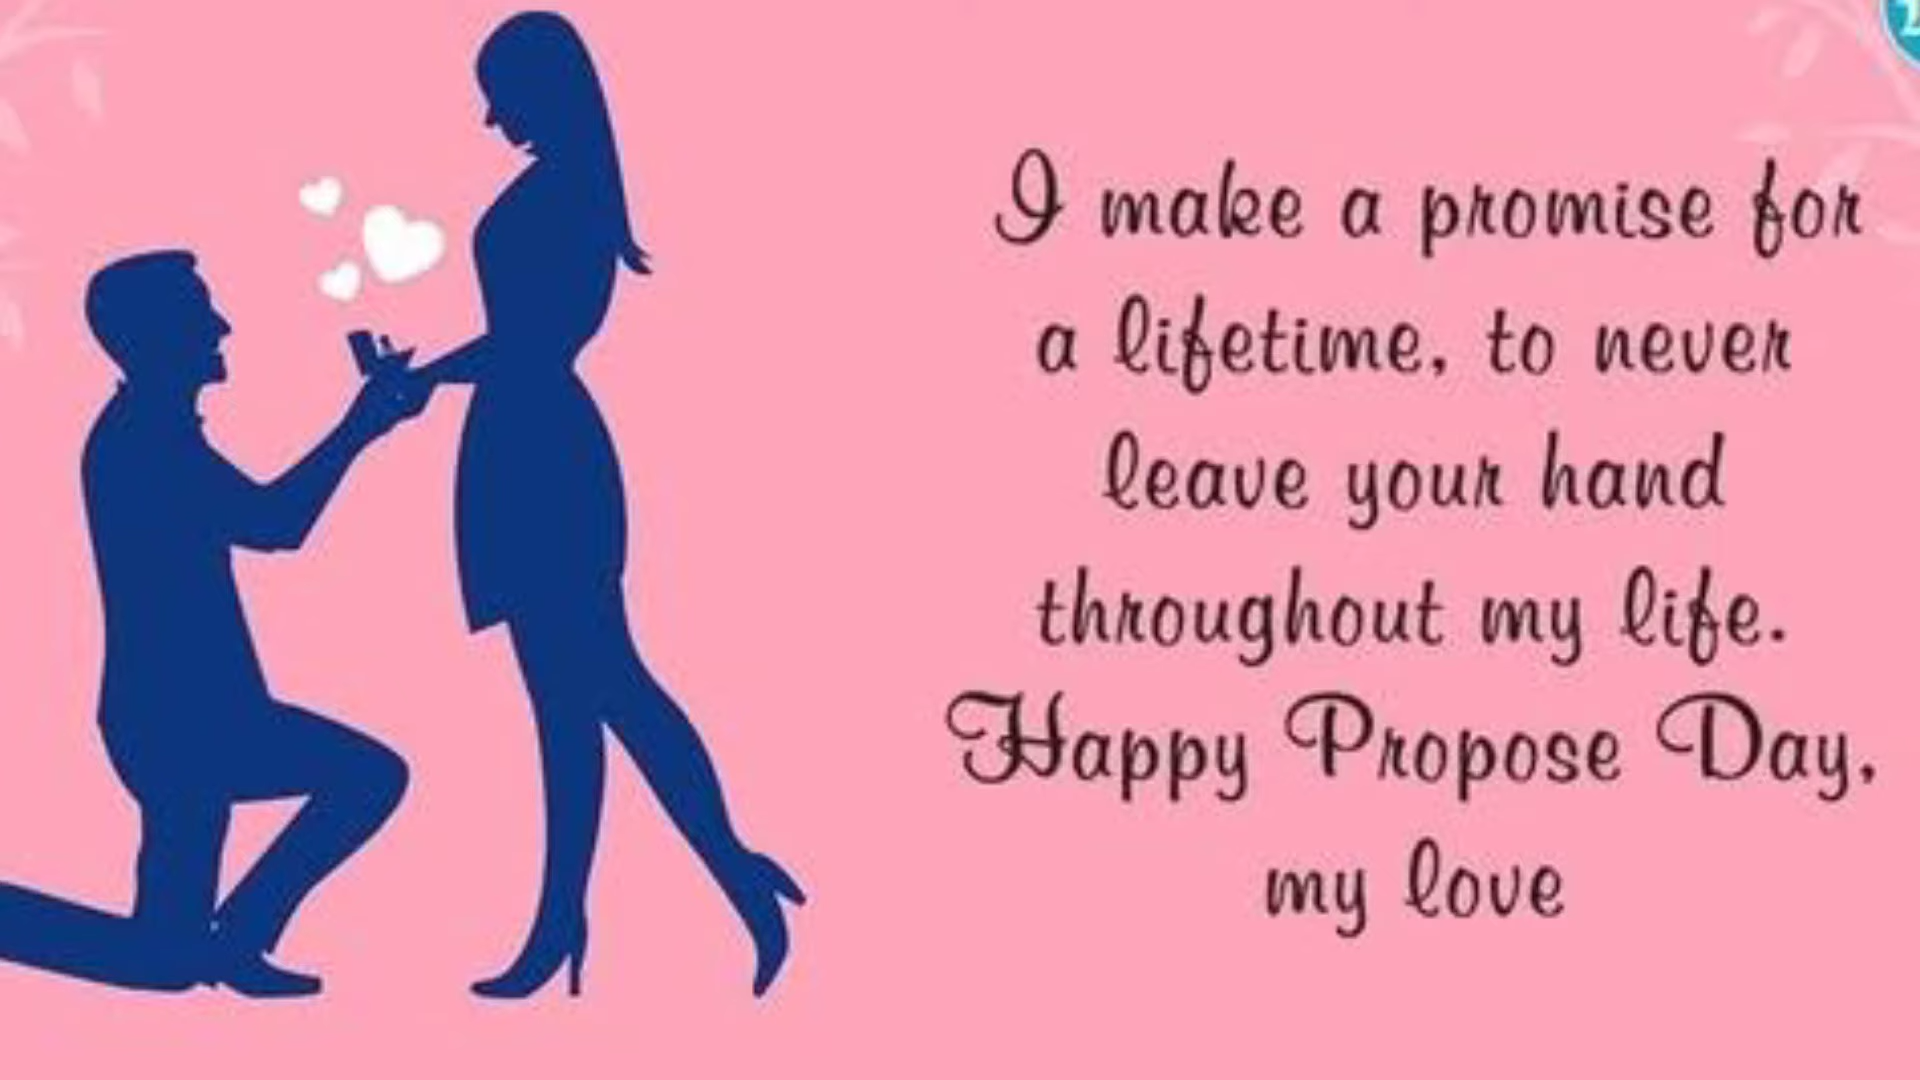 I make a promise for
a lifetime, to never
leave your hand
throughout my life.
Happy Propose Day,
my love